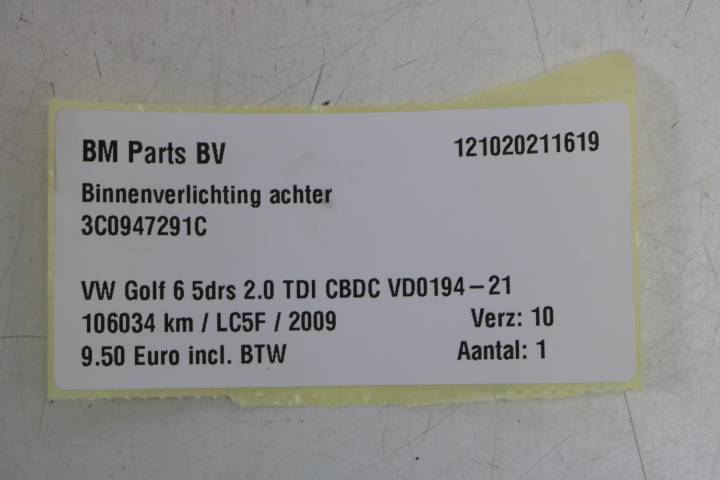 BM Parts BV 121020211619
Binnenverlichting achter
3C0947291C
VW Golf 6 5drs 2.0 TDI CBDC VD0194-21
106034 km / LC5F / 2009 Verz: 10
9.50 Euro incl. BTW Aantal: 1